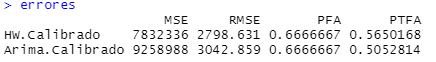 > errores
MSE RMSE PFA PTFA
HW.Calibrado 7832336 2798.631 0.6666667 0.5650168
Arima.Calibrado 9258988 3042.859 0.6666667 0.5052814